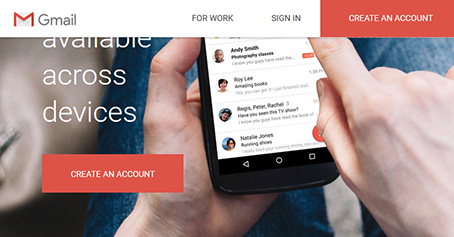 Gmail
FOR WORK
SIGN IN
CREATE AN ACCOUNT
available
across
devices
CREATE AN ACCOUNT
Andy Smith
Photography classes
Roy Lee
Amazing books
Regis, Peter, Rachel 3
Have you seen this TV show?
Natalie Jones
Running shoes